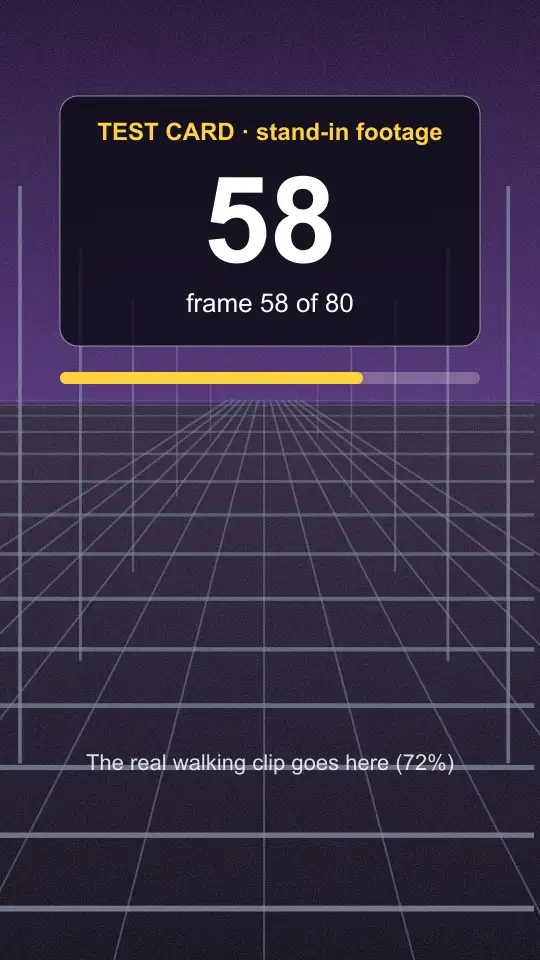 TEST CARD · stand-in footage
58
frame 58 of 80
The real walking clip goes here (72%)